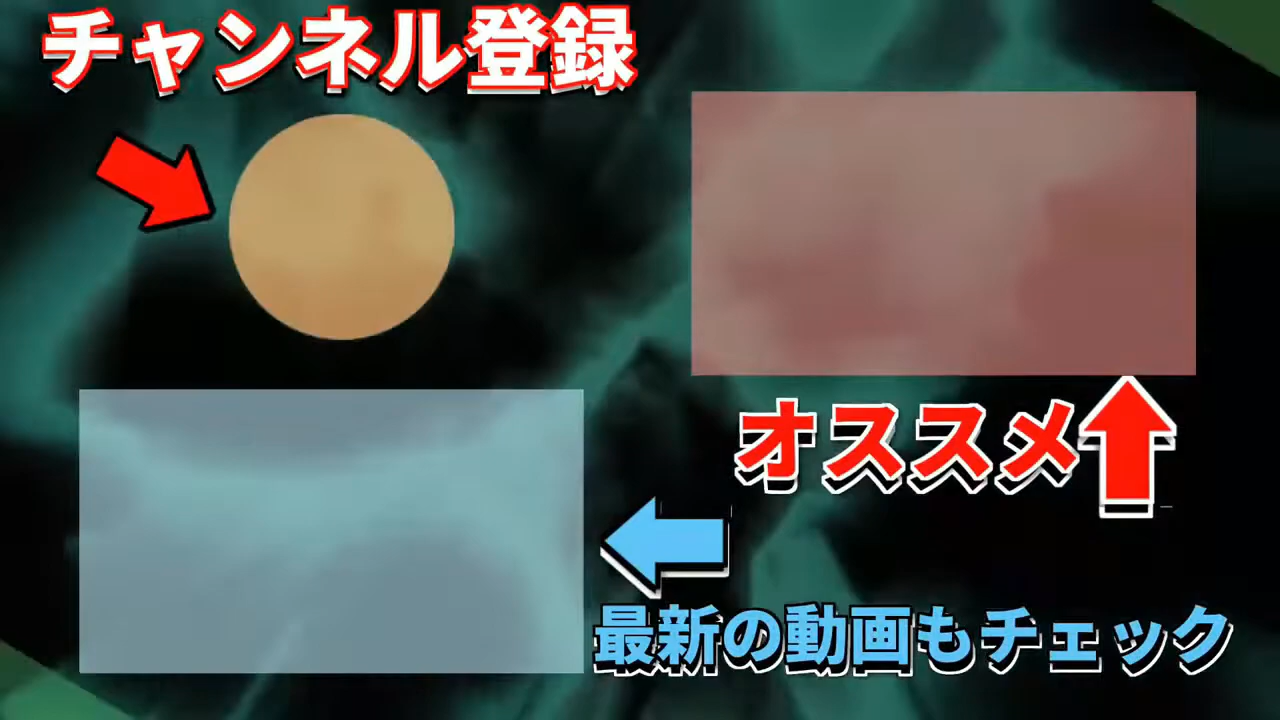 チャンネル登録
オススメ
最新の動画もチェック